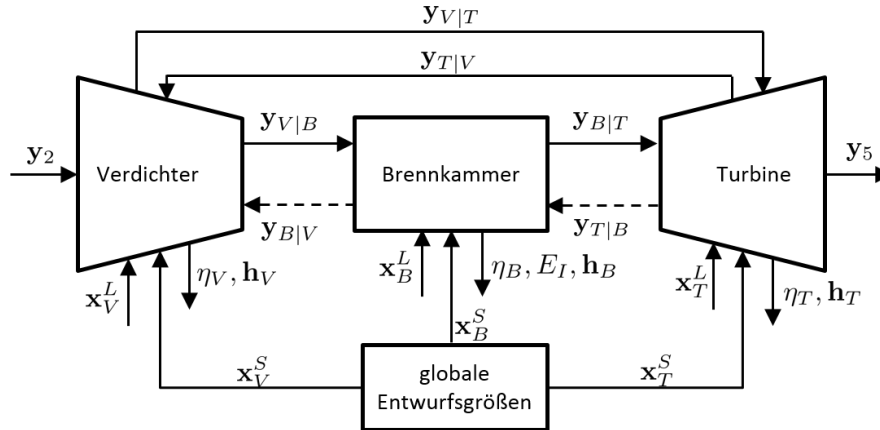 y_{V|T}
y_{T|V}
y_{V|B}
y_{B|T}
y_2
Verdichter
Brennkammer
Turbine
y_5
y_{B|V}
y_{T|B}
x_V^L
η_V, h_V
x_B^L
η_B, E_I, h_B
x_T^L
η_T, h_T
x_B^S
x_V^S
globale
Entwurfsgrößen
x_T^S